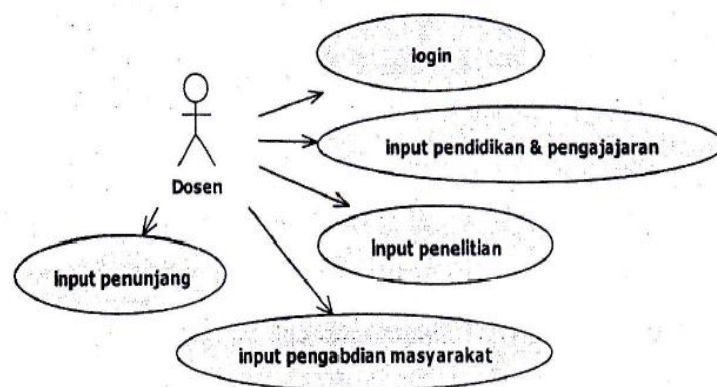 login
input pendidikan & pengajajaran
Dosen
input penelitian
input penunjang
input pengabdian masyarakat